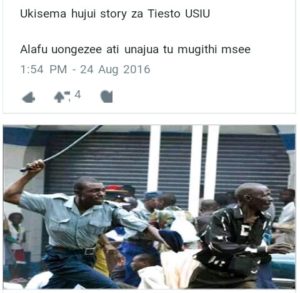 Ukisema hujui story za Tiesto USIU
Alafu uongezee ati unajua tu mugithi msee
1:54 PM - 24 Aug 2016
4